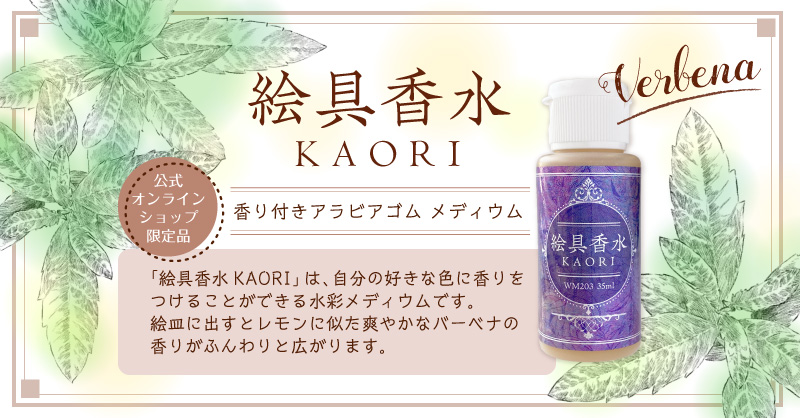 絵具香水
KAORI
Verbena
公式
オンライン
ショップ
限定品
香り付きアラビアゴム メディウム
「絵具香水 KAORI」は、自分の好きな色に香りを
つけることができる水彩メディウムです。
絵皿に出すとレモンに似た爽やかなバーベナの
香りがふんわりと広がります。
絵具香水
KAORI
WM203 35ml